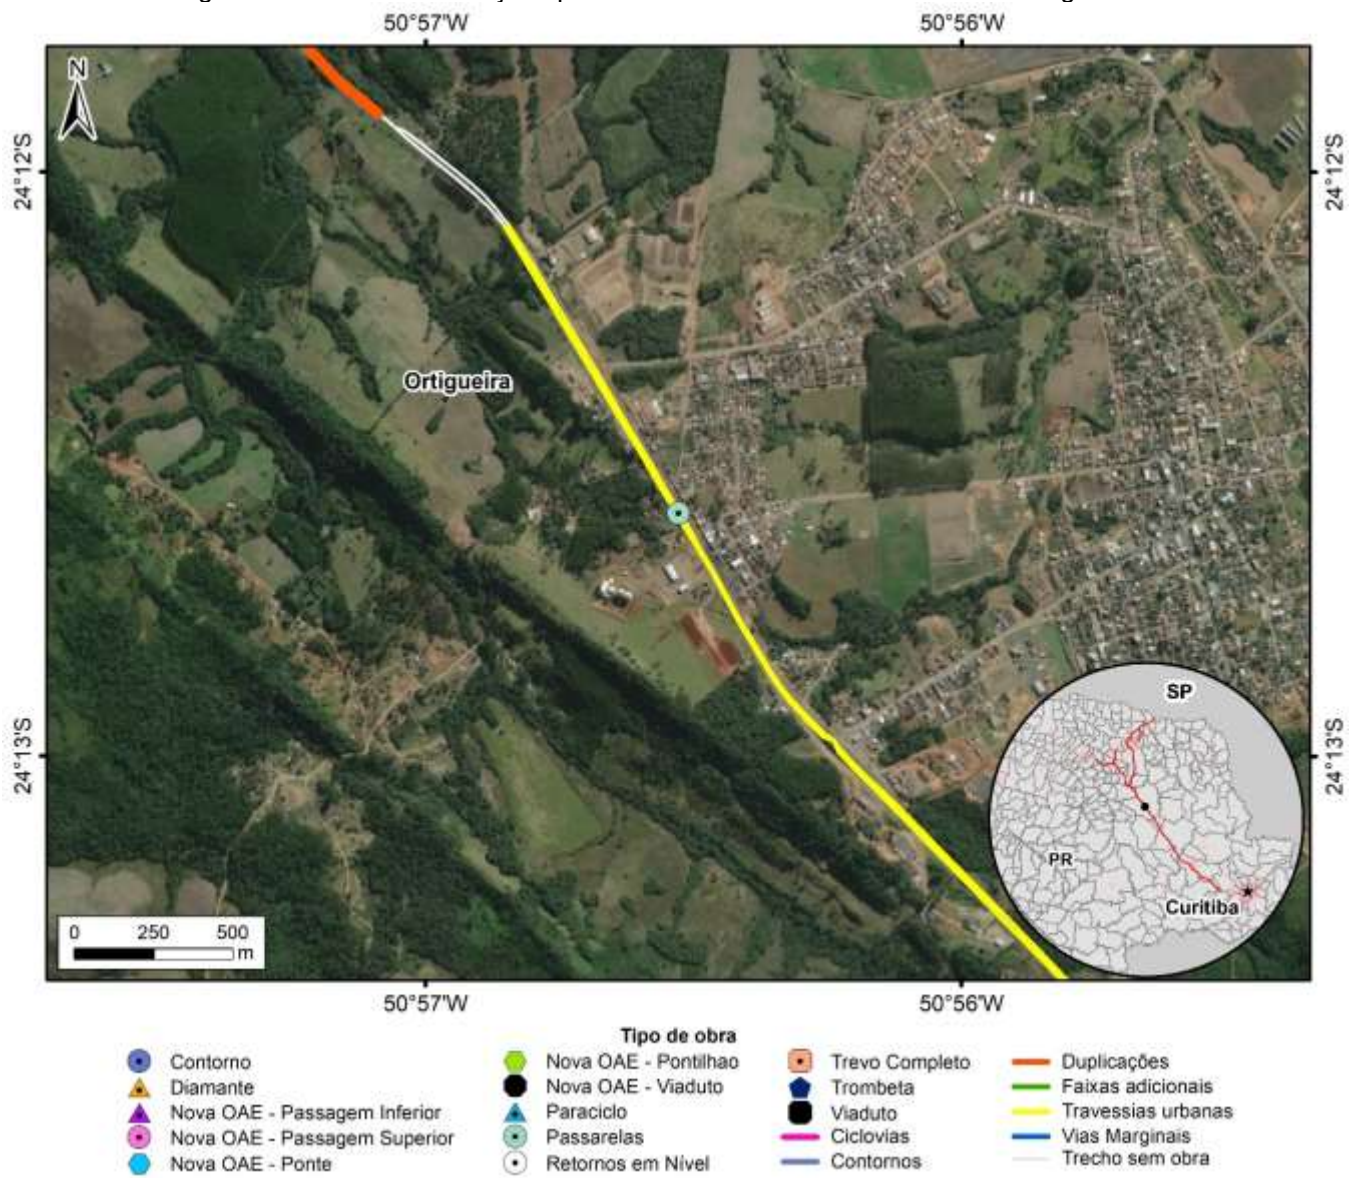 50°57'W
50°56'W
N
24°12'S
24°12'S
Ortigueira
24°13'S
24°13'S
SP
PR
Curitiba
0 250 500
m
50°57'W
50°56'W
Tipo de obra
Contorno
Diamante
Nova OAE - Passagem Inferior
Nova OAE - Passagem Superior
Nova OAE - Ponte
Nova OAE - Pontilhao
Nova OAE - Viaduto
Paraciclo
Passarelas
Retornos em Nível
Trevo Completo
Trombeta
Viaduto
Ciclovias
Contornos
Duplicações
Faixas adicionais
Travessias urbanas
Vias Marginais
Trecho sem obra